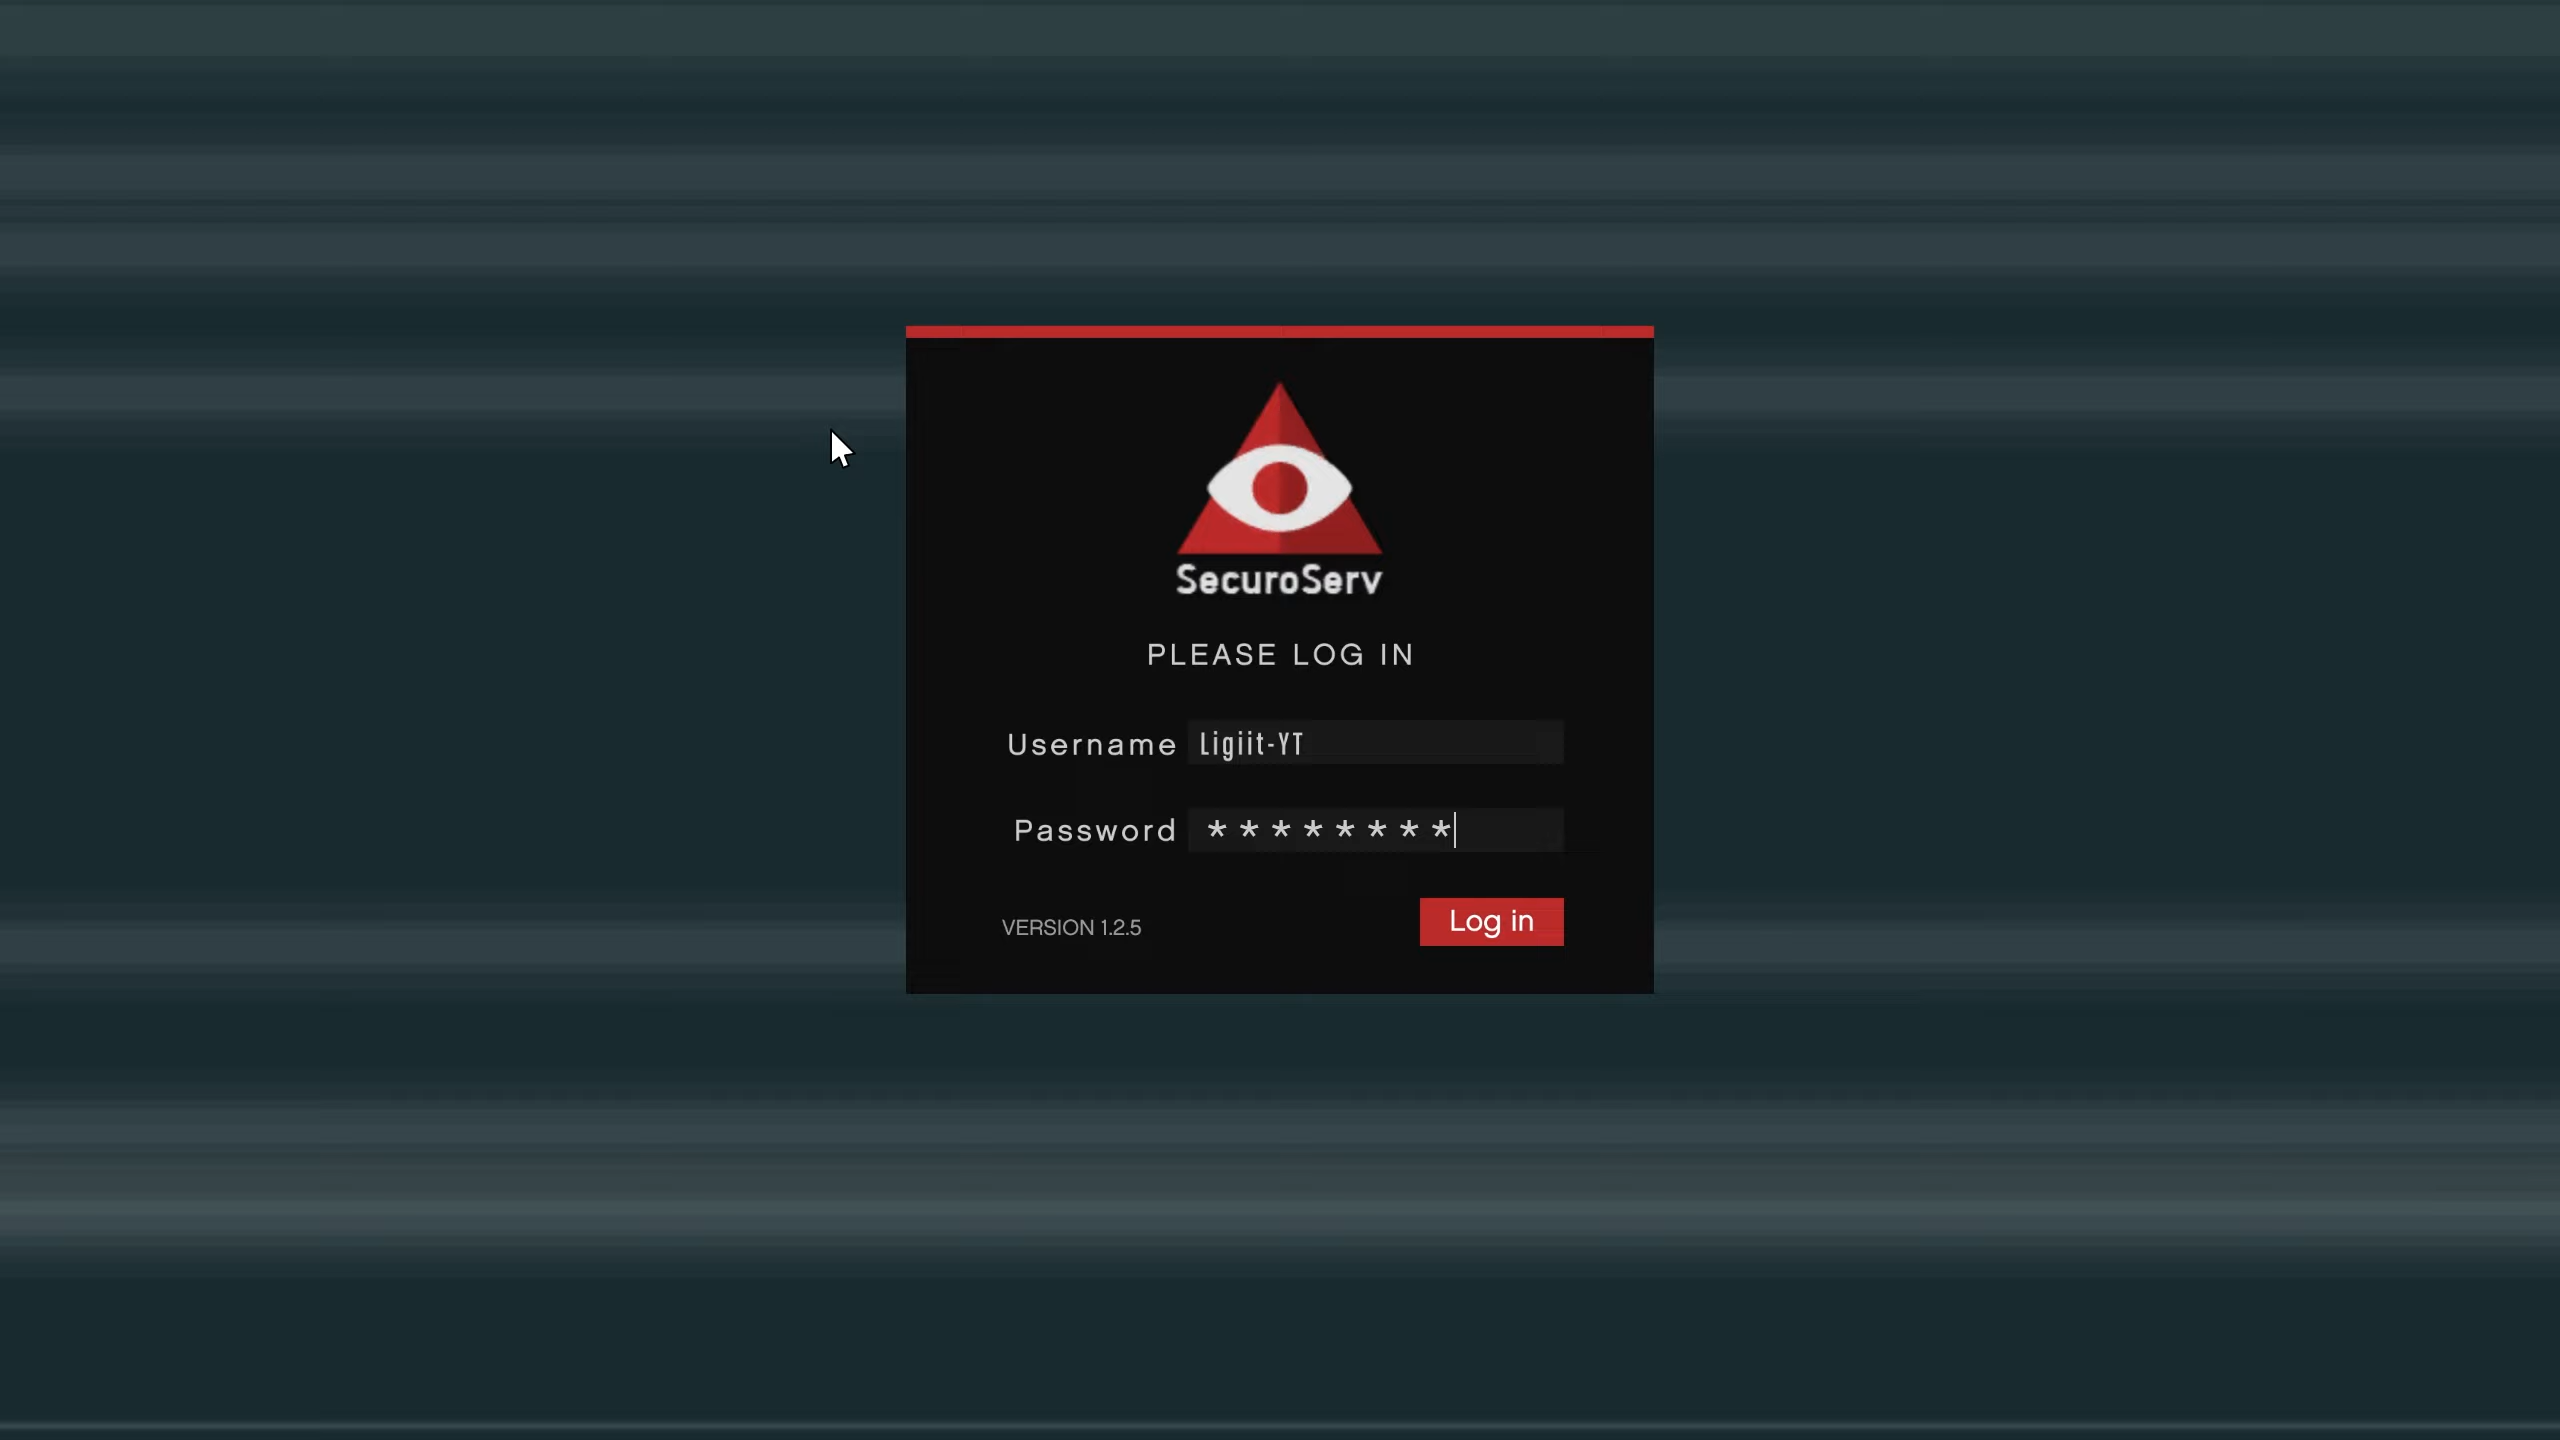 SecuroServ
PLEASE LOG IN
Username Ligiit-YT
Password ********
VERSION 1.2.5
Log in